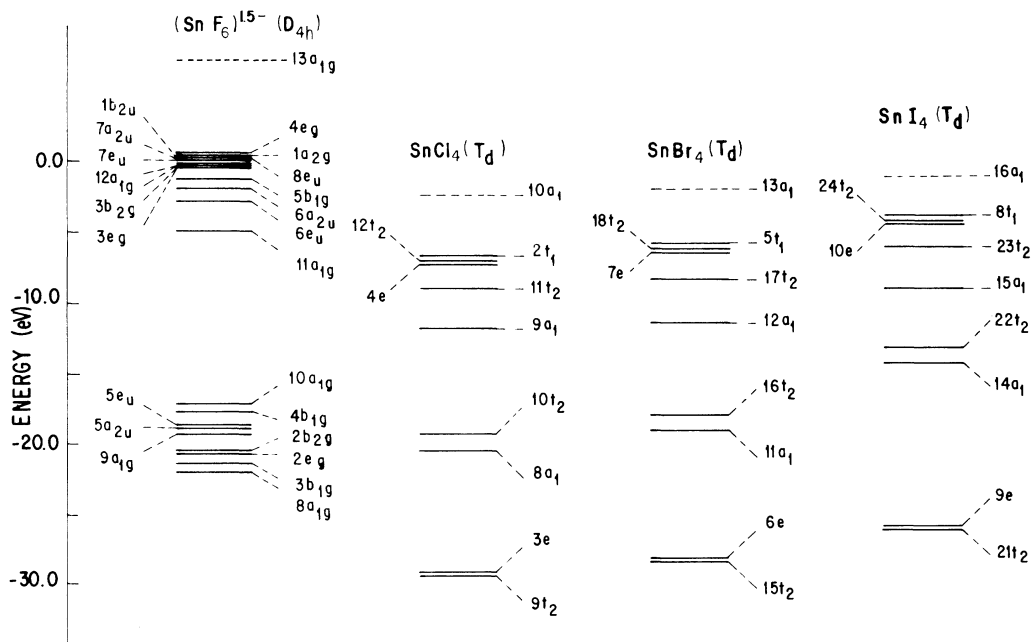 (SnF₆)¹·⁵⁻ (D₄ₕ)
13a₁g
1b₂u
7a₂u
7eᵤ
12a₁g
3b₂g
3eg
4eg
1a₂g
8eᵤ
5b₁g
6a₂u
6eᵤ
11a₁g
10a₁g
5eᵤ
5a₂u
9a₁g
4b₁g
2b₂g
2eg
3b₁g
8a₁g
SnCl₄(T_d)
10a₁
12t₂
4e
2t₁
11t₂
9a₁
10t₂
8a₁
3e
9t₂
SnBr₄(T_d)
13a₁
18t₂
7e
5t₁
17t₂
12a₁
16t₂
11a₁
6e
15t₂
SnI₄(T_d)
16a₁
24t₂
10e
8t₁
23t₂
15a₁
22t₂
14a₁
9e
21t₂
ENERGY (eV)
0.0
-10.0
-20.0
-30.0